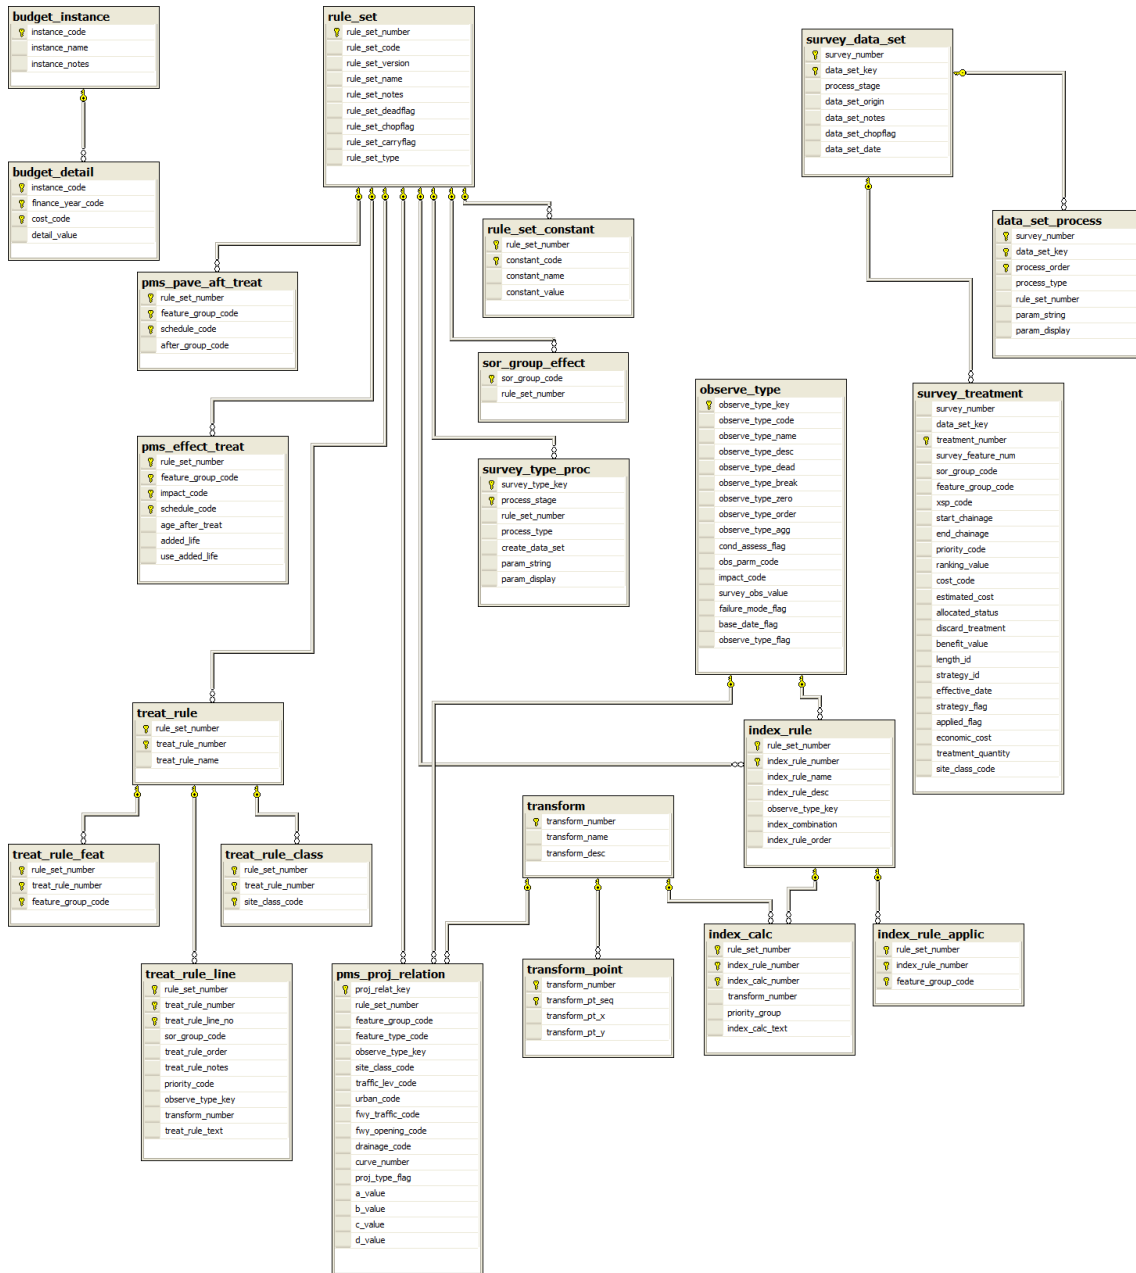 budget_instance
instance_code
instance_name
instance_notes
budget_detail
instance_code
finance_year_code
cost_code
detail_value
rule_set
rule_set_number
rule_set_code
rule_set_version
rule_set_name
rule_set_notes
rule_set_deadflag
rule_set_chopflag
rule_set_carryflag
rule_set_type
survey_data_set
survey_number
data_set_key
process_stage
data_set_origin
data_set_notes
data_set_chopflag
data_set_date
data_set_process
survey_number
data_set_key
process_order
process_type
rule_set_number
param_string
param_display
rule_set_constant
rule_set_number
constant_code
constant_name
constant_value
pms_pave_aft_treat
rule_set_number
feature_group_code
schedule_code
after_group_code
sor_group_effect
sor_group_code
rule_set_number
pms_effect_treat
rule_set_number
feature_group_code
impact_code
schedule_code
age_after_treat
added_life
use_added_life
survey_type_proc
survey_type_key
process_stage
rule_set_number
process_type
create_data_set
param_string
param_display
observe_type
observe_type_key
observe_type_code
observe_type_name
observe_type_desc
observe_type_dead
observe_type_break
observe_type_zero
observe_type_order
observe_type_agg
cond_assess_flag
obs_parm_code
impact_code
survey_obs_value
failure_mode_flag
base_date_flag
observe_type_flag
survey_treatment
survey_number
data_set_key
treatment_number
survey_feature_num
sor_group_code
feature_group_code
xsp_code
start_chainage
end_chainage
priority_code
ranking_value
cost_code
estimated_cost
allocated_status
discard_treatment
benefit_value
length_id
strategy_id
effective_date
strategy_flag
applied_flag
economic_cost
treatment_quantity
site_class_code
treat_rule
rule_set_number
treat_rule_number
treat_rule_name
index_rule
rule_set_number
index_rule_number
index_rule_name
index_rule_desc
observe_type_key
index_combination
index_rule_order
transform
transform_number
transform_name
transform_desc
treat_rule_feat
rule_set_number
treat_rule_number
feature_group_code
treat_rule_class
rule_set_number
treat_rule_number
site_class_code
treat_rule_line
rule_set_number
treat_rule_number
treat_rule_line_no
sor_group_code
treat_rule_order
treat_rule_notes
priority_code
observe_type_key
transform_number
treat_rule_text
pms_proj_relation
proj_relat_key
rule_set_number
feature_group_code
feature_type_code
observe_type_key
site_class_code
traffic_lev_code
urban_code
fwy_traffic_code
fwy_opening_code
drainage_code
curve_number
proj_type_flag
a_value
b_value
c_value
d_value
transform_point
transform_number
transform_pt_seq
transform_pt_x
transform_pt_y
index_calc
rule_set_number
index_rule_number
index_calc_number
transform_number
priority_group
index_calc_text
index_rule_applic
rule_set_number
index_rule_number
feature_group_code